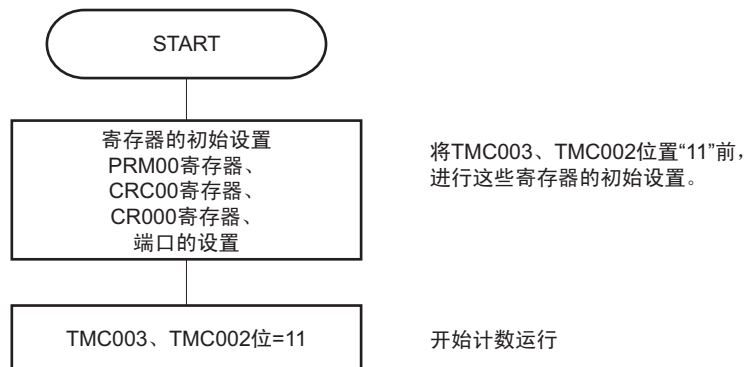 START
寄存器的初始设置
PRM00寄存器、
CRC00寄存器、
CR000寄存器、
端口的设置
将TMC003、TMC002位置“11”前，
进行这些寄存器的初始设置。
TMC003、TMC002位=11
开始计数运行